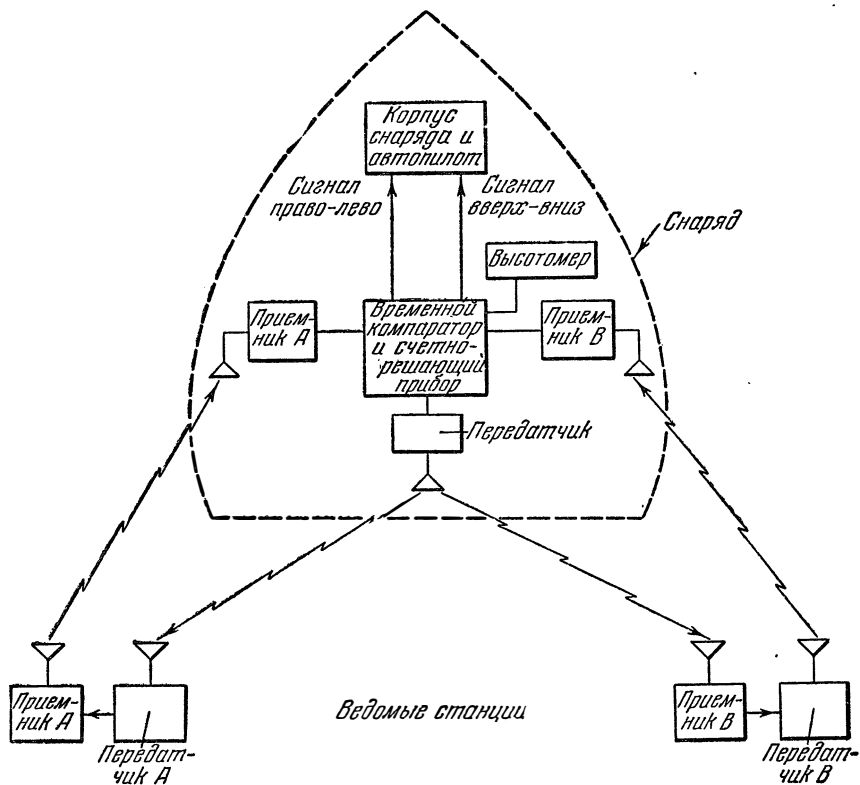 Корпус
снаряда и
автопилот
Сигнал
право-лево
Сигнал
вверх-вниз
Снаряд
Высотомер
Прием-
ник А
Временной
компаратор
и счетно-
решающий
прибор
Прием-
ник В
Передатчик
Прием-
ник А
Передат-
чик А
Ведомые станции
Прием-
ник В
Передат-
чик В